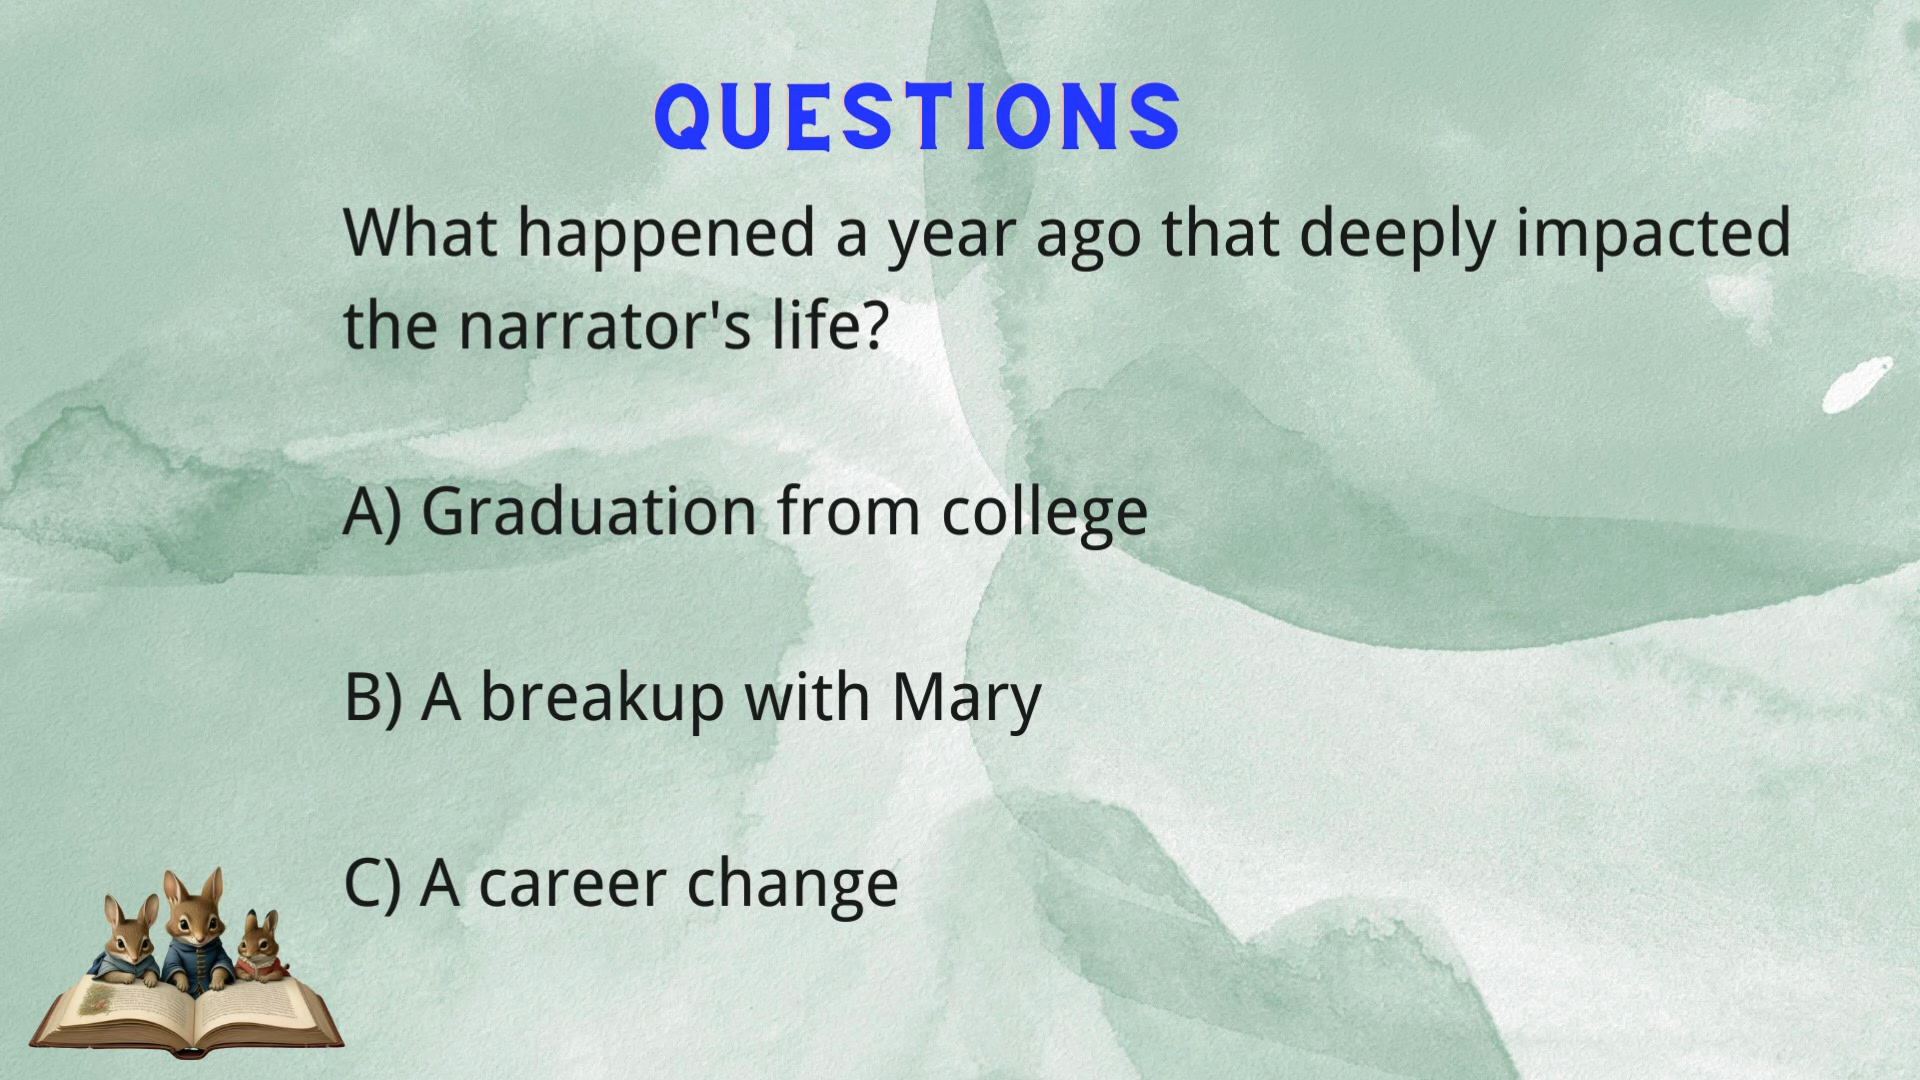 QUESTIONS
What happened a year ago that deeply impacted
the narrator's life?
A) Graduation from college
B) A breakup with Mary
C) A career change